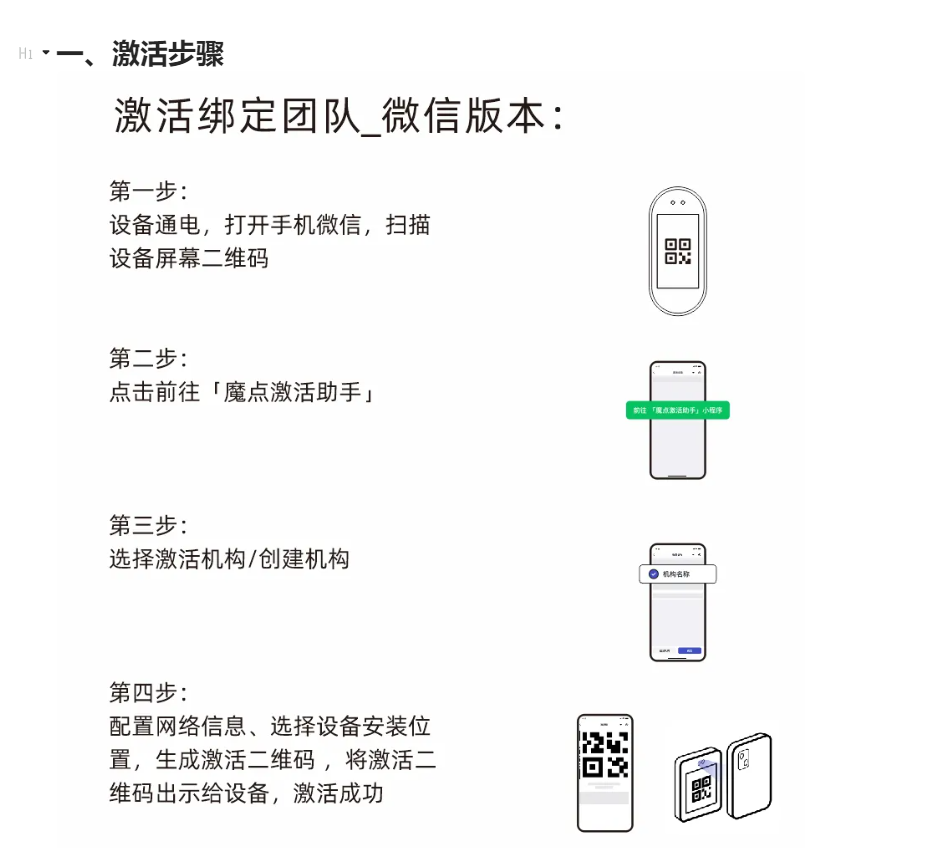 H1
一、激活步骤
激活绑定团队_微信版本：
第一步：
设备通电，打开手机微信，扫描
设备屏幕二维码
第二步：
点击前往「魔点激活助手」
前往 「魔点激活助手」小程序
第三步：
选择激活机构/创建机构
机构名称
第四步：
配置网络信息、选择设备安装位
置，生成激活二维码 ，将激活二
维码出示给设备，激活成功